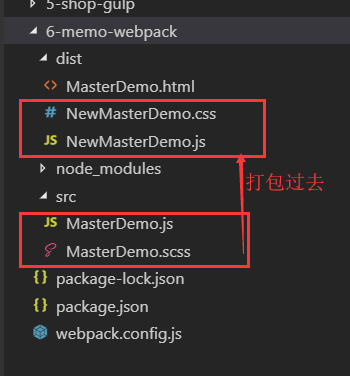 5-shop-gulp
6-memo-webpack
dist
MasterDemo.html
NewMasterDemo.css
JS NewMasterDemo.js
node_modules
打包过去
src
JS MasterDemo.js
MasterDemo.scss
{} package-lock.json
{} package.json
webpack.config.js